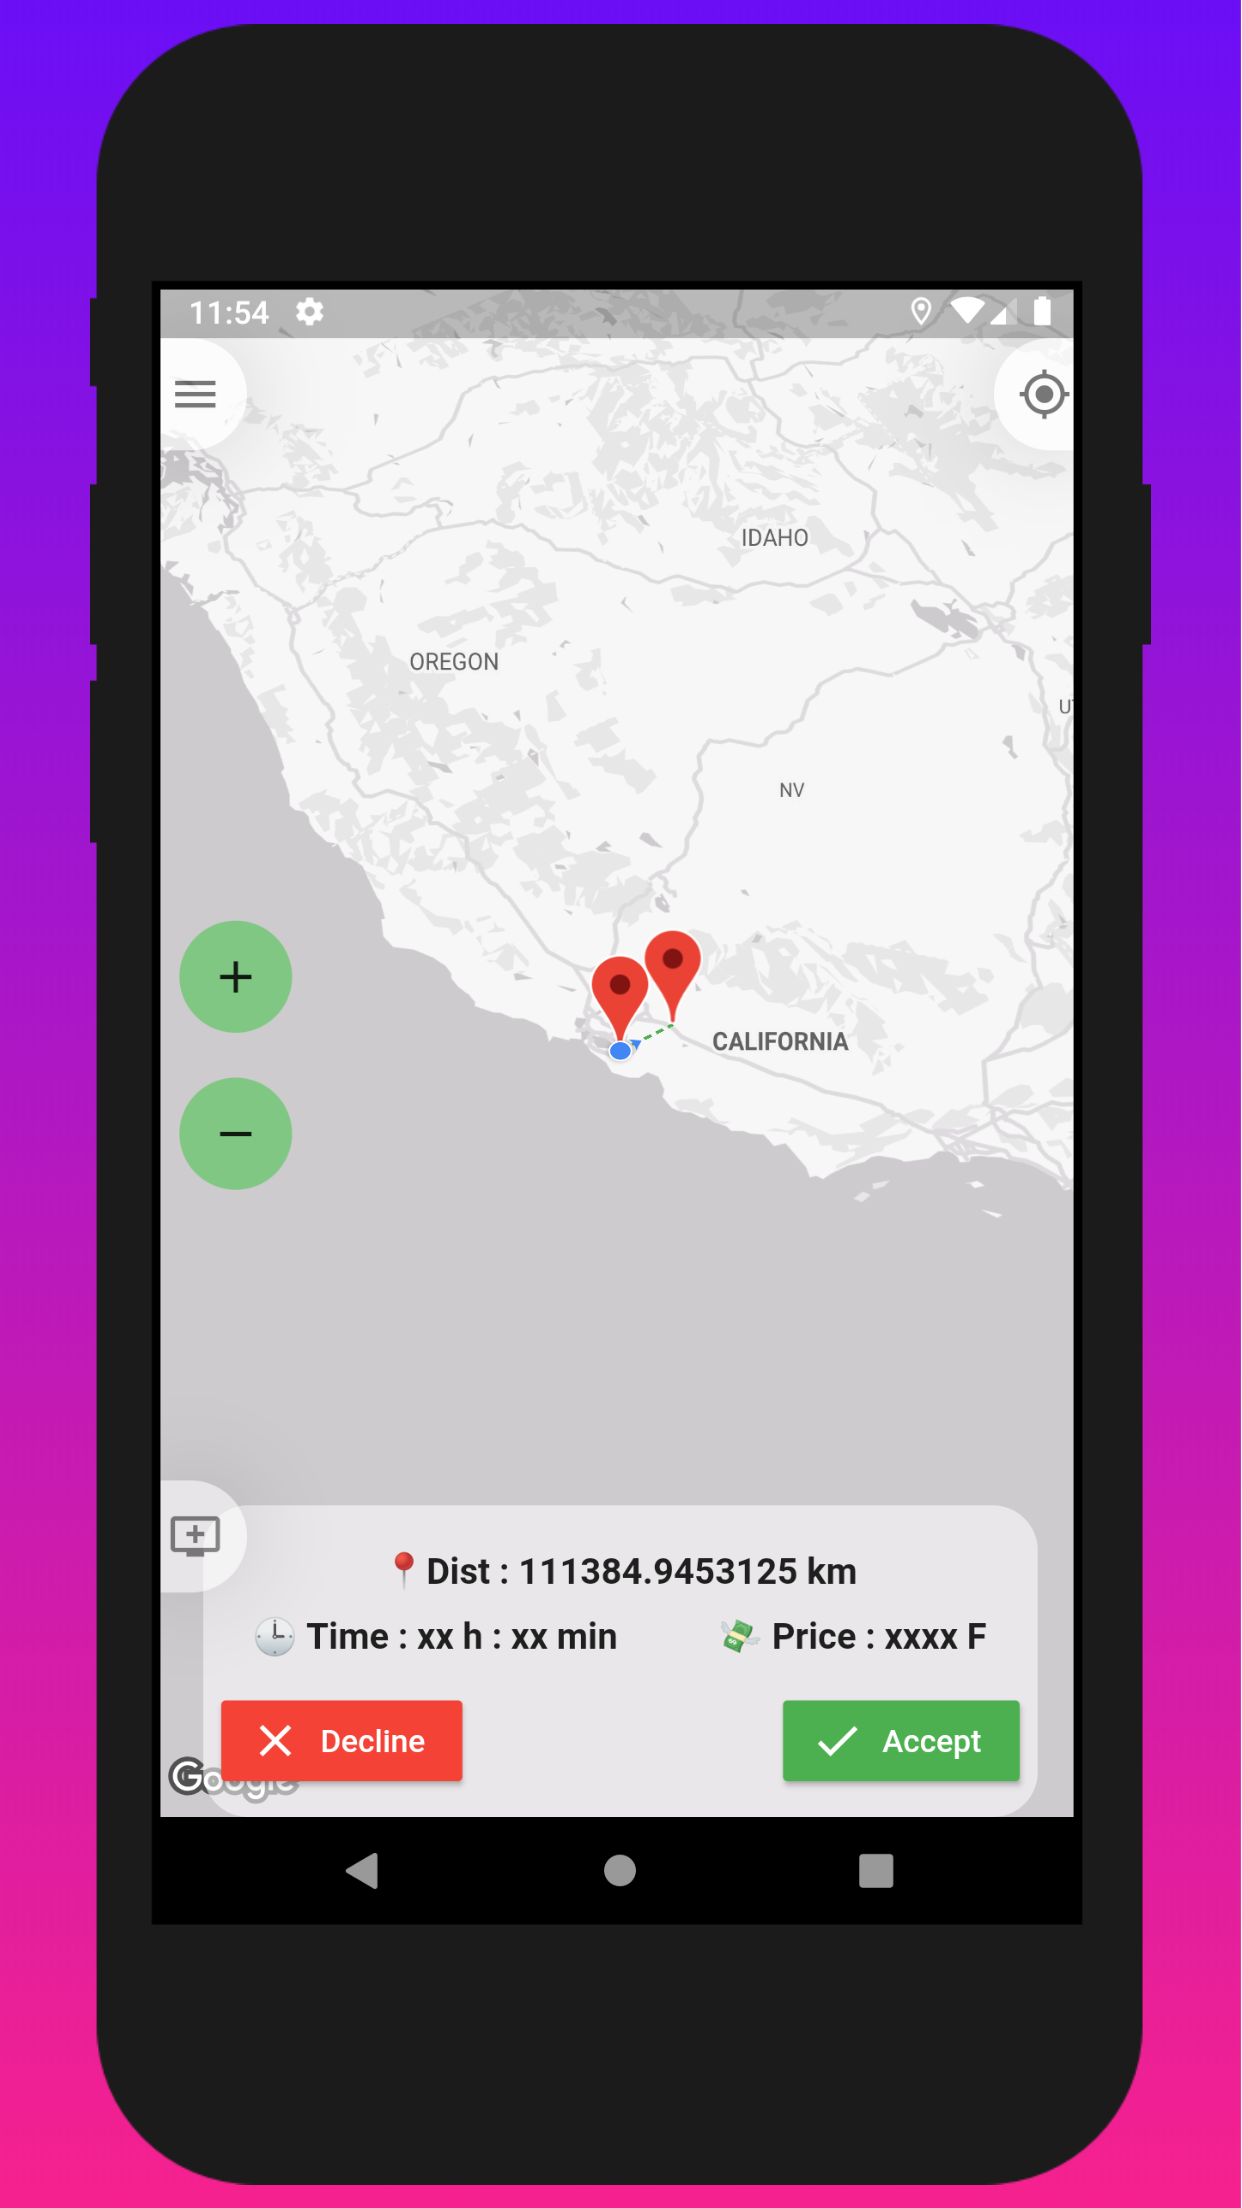 11:54
IDAHO
OREGON
NV
CALIFORNIA
Dist : 111384.9453125 km
Time : xx h : xx min
Price : xxxx F
Decline
Accept
Google